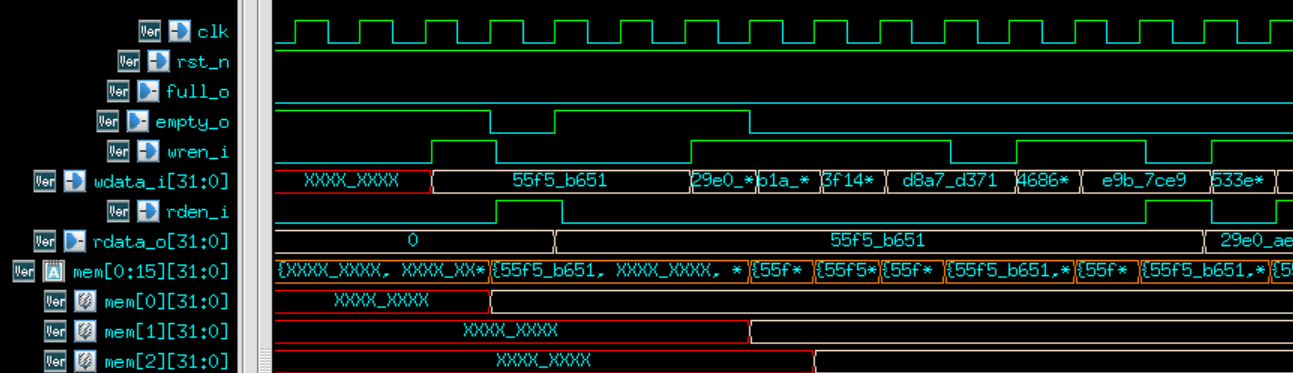 Ver clk
Ver rst_n
Ver full_o
Ver empty_o
Ver wren_i
Ver wdata_i[31:0] XXXX_XXXX 55f5_b651 29e0_* b1a_* 3f14* d8a7_d371 4686* e9b_7ce9 533e*
Ver rden_i
Ver rdata_o[31:0] 0 55f5_b651 29e0_ae
Ver A mem[0:15][31:0] {XXXX_XXXX, XXXX_XX* {55f5_b651, XXXX_XXXX, * {55f* {55f5* {55f* {55f5_b651,* {55f* {55f5_b651,* {55
Ver mem[0][31:0] XXXX_XXXX
Ver mem[1][31:0] XXXX_XXXX
Ver mem[2][31:0] XXXX_XXXX